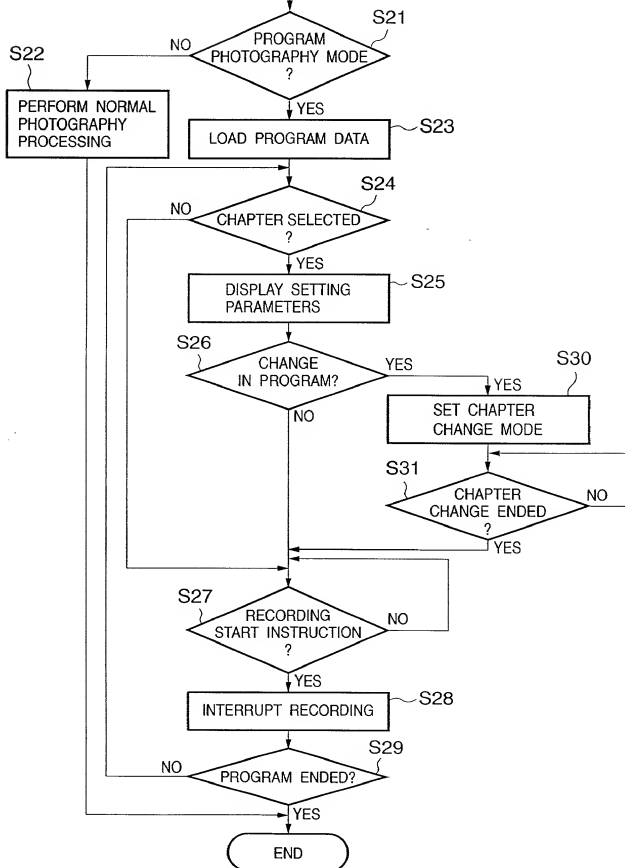 S21
NO
PROGRAM
PHOTOGRAPHY MODE
?
S22
YES
PERFORM NORMAL
PHOTOGRAPHY
PROCESSING
LOAD PROGRAM DATA
S23
S24
NO
CHAPTER SELECTED
?
YES
DISPLAY SETTING
PARAMETERS
S25
S26
CHANGE
IN PROGRAM?
YES
NO
S30
YES
SET CHAPTER
CHANGE MODE
S31
CHAPTER
CHANGE ENDED
?
NO
YES
S27
RECORDING
START INSTRUCTION
?
NO
YES
INTERRUPT RECORDING
S28
S29
NO
PROGRAM ENDED?
YES
END